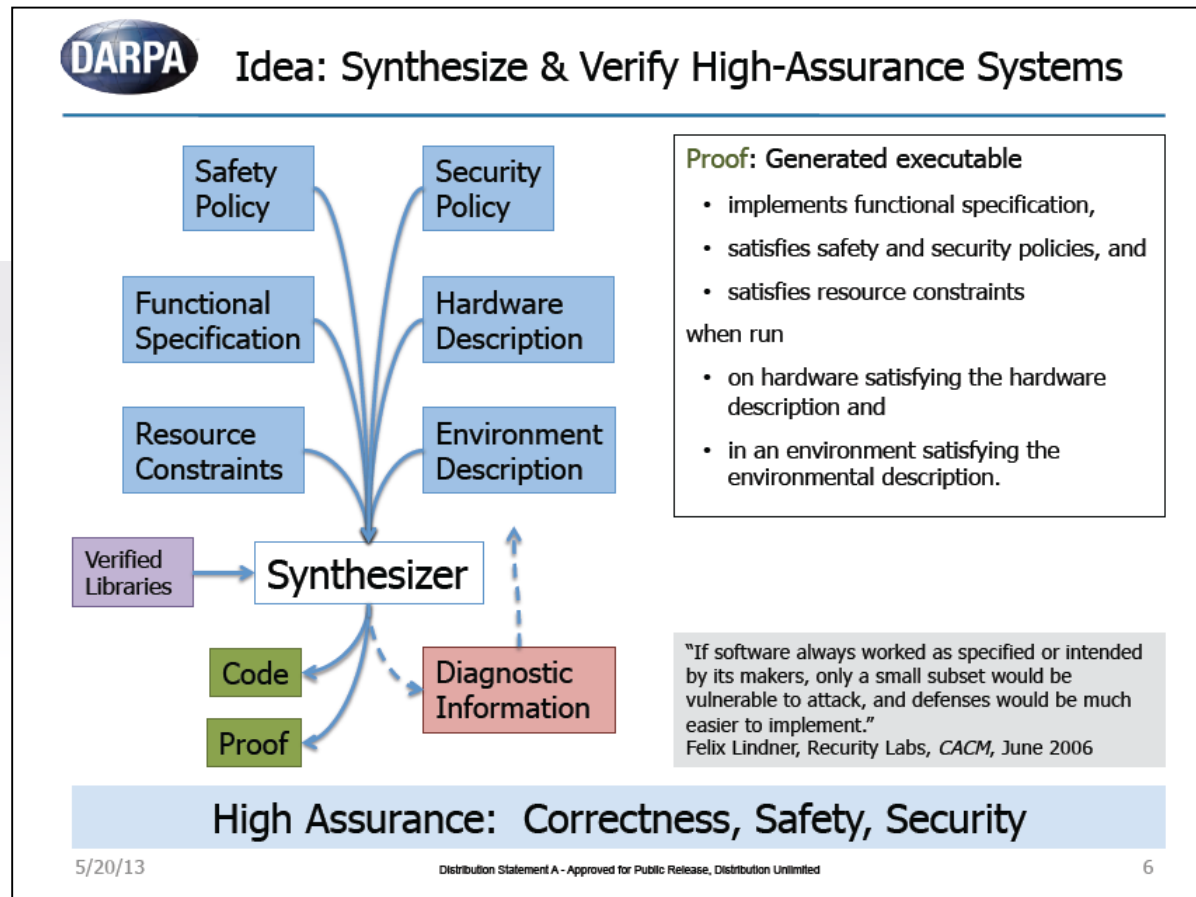 DARPA
Idea: Synthesize & Verify High-Assurance Systems
Safety
Policy
Security
Policy
Functional
Specification
Hardware
Description
Resource
Constraints
Environment
Description
Verified
Libraries
Synthesizer
Code
Proof
Diagnostic
Information
Proof: Generated executable
• implements functional specification,
• satisfies safety and security policies, and
• satisfies resource constraints
when run
• on hardware satisfying the hardware
description and
• in an environment satisfying the
environmental description.
"If software always worked as specified or intended
by its makers, only a small subset would be
vulnerable to attack, and defenses would be much
easier to implement."
Felix Lindner, Recurity Labs, CACM, June 2006
High Assurance: Correctness, Safety, Security
5/20/13
Distribution Statement A - Approved for Public Release, Distribution Unlimited
6